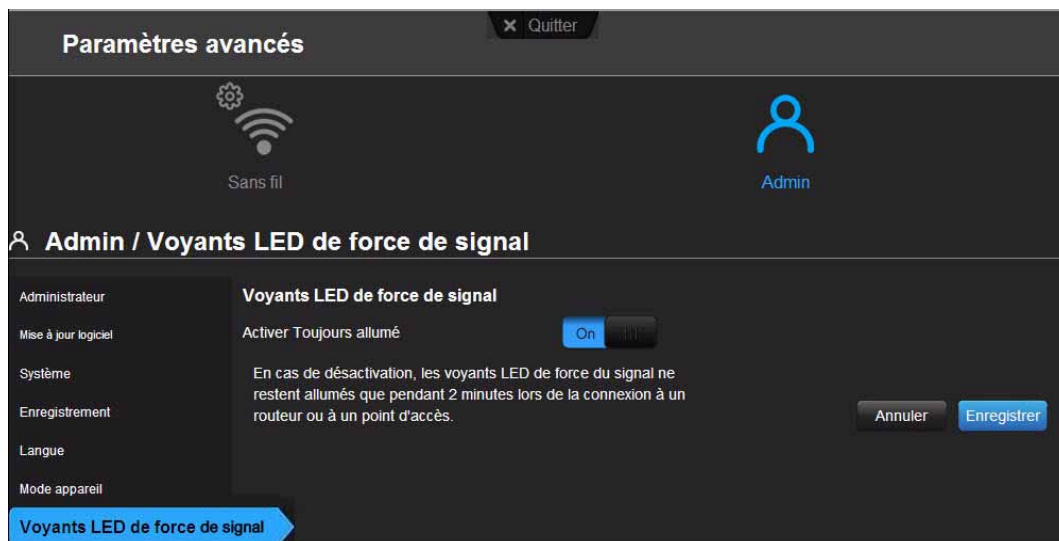 Quitter
Paramètres avancés
Sans fil
Admin
Admin / Voyants LED de force de signal
Administrateur
Mise à jour logiciel
Système
Enregistrement
Langue
Mode appareil
Voyants LED de force de signal
Voyants LED de force de signal
Activer Toujours allumé
On
En cas de désactivation, les voyants LED de force du signal ne
restent allumés que pendant 2 minutes lors de la connexion à un
routeur ou à un point d'accès.
Annuler
Enregistrer